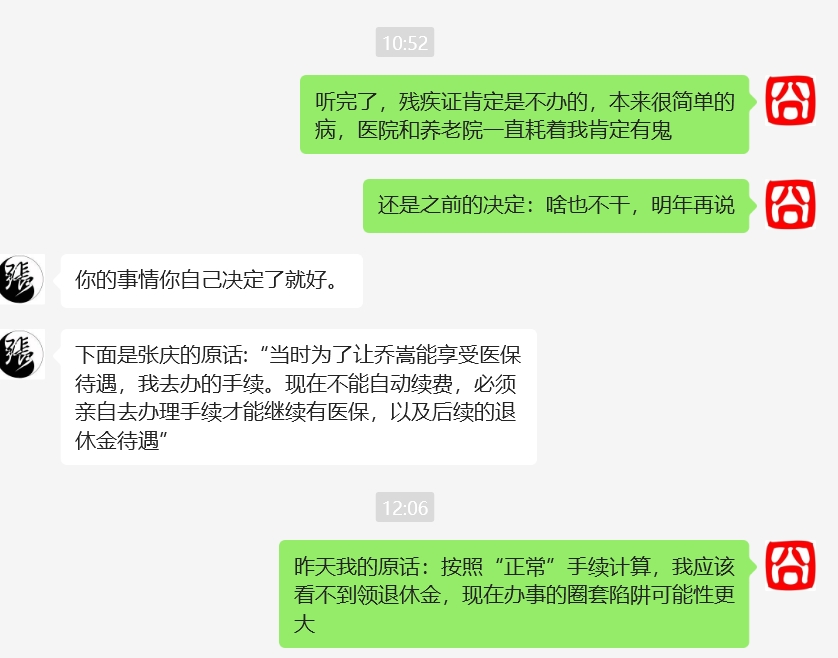 10:52
听完了，残疾证肯定是不办的，本来很简单的
病，医院和养老院一直耗着我肯定有鬼
囧
还是之前的决定：啥也不干，明年再说
囧
張
你的事情你自己决定了就好。
張
下面是张庆的原话:“当时为了让乔嵩能享受医保
待遇，我去办的手续。现在不能自动续费，必须
亲自去办理手续才能继续有医保，以及后续的退
休金待遇”
12:06
昨天我的原话：按照“正常”手续计算，我应该
看不到领退休金，现在办事的圈套陷阱可能性更
大
囧